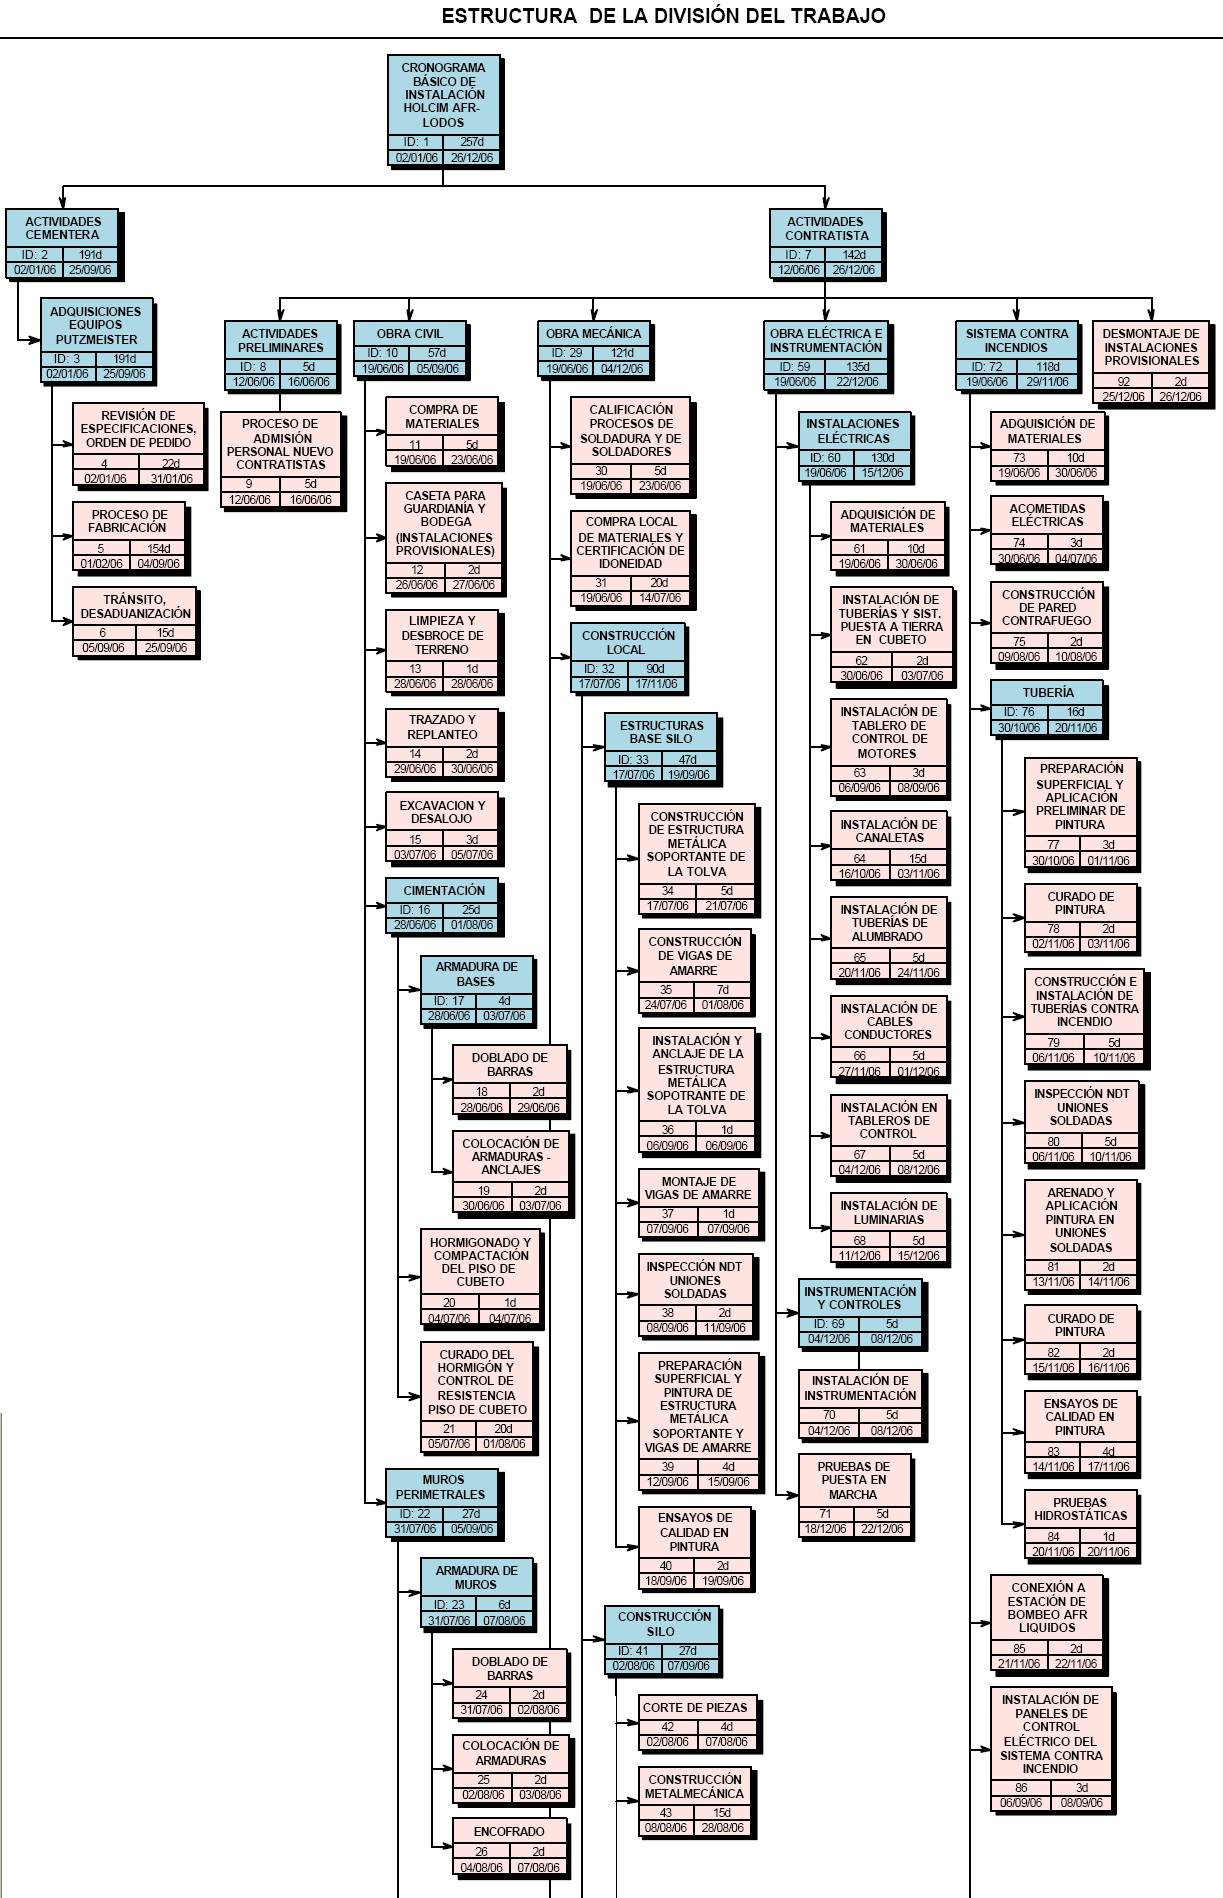 ESTRUCTURA DE LA DIVISIÓN DEL TRABAJO
CRONOGRAMA
BÁSICO DE
INSTALACIÓN
HOLCIM AFR-
LODOS
ID: 1 257d
02/01/06 26/12/06
ACTIVIDADES
CEMENTERA
ID: 2 191d
02/01/06 25/09/06
ADQUISICIONES
EQUIPOS
PUTZMEISTER
ID: 3 191d
02/01/06 25/09/06
REVISIÓN DE
ESPECIFICACIONES,
ORDEN DE PEDIDO
4 22d
02/01/06 31/01/06
PROCESO DE
FABRICACIÓN
5 154d
01/02/06 04/09/06
TRÁNSITO,
DESADUANIZACIÓN
6 15d
05/09/06 25/09/06
ACTIVIDADES
CONTRATISTA
ID: 7 142d
12/06/06 26/12/06
ACTIVIDADES
PRELIMINARES
ID: 8 5d
12/06/06 16/06/06
PROCESO DE
ADMISIÓN
PERSONAL NUEVO
CONTRATISTAS
9 5d
12/06/06 16/06/06
OBRA CIVIL
ID: 10 57d
19/06/06 05/09/06
COMPRA DE
MATERIALES
11 5d
19/06/06 23/06/06
CASETA PARA
GUARDIANÍA Y
BODEGA
(INSTALACIONES
PROVISIONALES)
12 2d
26/06/06 27/06/06
LIMPIEZA Y
DESBROCE DE
TERRENO
13 1d
28/06/06 28/06/06
TRAZADO Y
REPLANTEO
14 2d
29/06/06 30/06/06
EXCAVACION Y
DESALOJO
15 3d
03/07/06 05/07/06
CIMENTACIÓN
ID: 16 25d
28/06/06 01/08/06
ARMADURA DE
BASES
ID: 17 4d
28/06/06 03/07/06
DOBLADO DE
BARRAS
18 2d
28/06/06 29/06/06
COLOCACIÓN DE
ARMADURAS -
ANCLAJES
19 2d
30/06/06 03/07/06
HORMIGONADO Y
COMPACTACIÓN
DEL PISO DE
CUBETO
20 1d
04/07/06 04/07/06
CURADO DEL
HORMIGÓN Y
CONTROL DE
RESISTENCIA
PISO DE CUBETO
21 20d
05/07/06 01/08/06
MUROS
PERIMETRALES
ID: 22 27d
31/07/06 05/09/06
ARMADURA DE
MUROS
ID: 23 6d
31/07/06 07/08/06
DOBLADO DE
BARRAS
24 2d
31/07/06 02/08/06
COLOCACIÓN DE
ARMADURAS
25 2d
02/08/06 03/08/06
ENCOFRADO
26 2d
04/08/06 07/08/06
OBRA MECÁNICA
ID: 29 121d
19/06/06 04/12/06
CALIFICACIÓN
PROCESOS DE
SOLDADURA Y DE
SOLDADORES
30 5d
19/06/06 23/06/06
COMPRA LOCAL
DE MATERIALES Y
CERTIFICACIÓN DE
IDONEIDAD
31 20d
19/06/06 14/07/06
CONSTRUCCIÓN
LOCAL
ID: 32 90d
17/07/06 17/11/06
ESTRUCTURAS
BASE SILO
ID: 33 47d
17/07/06 19/09/06
CONSTRUCCIÓN
DE ESTRUCTURA
METÁLICA
SOPORTANTE DE
LA TOLVA
34 5d
17/07/06 21/07/06
CONSTRUCCIÓN
DE VIGAS DE
AMARRE
35 7d
24/07/06 01/08/06
INSTALACIÓN Y
ANCLAJE DE LA
ESTRUCTURA
METÁLICA
SOPOTRANTE DE
LA TOLVA
36 1d
06/09/06 06/09/06
MONTAJE DE
VIGAS DE AMARRE
37 1d
07/09/06 07/09/06
INSPECCIÓN NDT
UNIONES
SOLDADAS
38 2d
08/09/06 11/09/06
PREPARACIÓN
SUPERFICIAL Y
PINTURA DE
ESTRUCTURA
METÁLICA
SOPORTANTE Y
VIGAS DE AMARRE
39 4d
12/09/06 15/09/06
ENSAYOS DE
CALIDAD EN
PINTURA
40 2d
18/09/06 19/09/06
CONSTRUCCIÓN
SILO
ID: 41 27d
02/08/06 07/09/06
CORTE DE PIEZAS
42 4d
02/08/06 07/08/06
CONSTRUCCIÓN
METALMECÁNICA
43 15d
08/08/06 28/08/06
OBRA ELÉCTRICA E
INSTRUMENTACIÓN
ID: 59 135d
19/06/06 22/12/06
INSTALACIONES
ELÉCTRICAS
ID: 60 130d
19/06/06 15/12/06
ADQUISICIÓN DE
MATERIALES
61 10d
19/06/06 30/06/06
INSTALACIÓN DE
TUBERÍAS Y SIST.
PUESTA A TIERRA
EN CUBETO
62 2d
30/06/06 03/07/06
INSTALACIÓN DE
TABLERO DE
CONTROL DE
MOTORES
63 3d
06/09/06 08/09/06
INSTALACIÓN DE
CANALETAS
64 15d
16/10/06 03/11/06
INSTALACIÓN DE
TUBERÍAS DE
ALUMBRADO
65 5d
20/11/06 24/11/06
INSTALACIÓN DE
CABLES
CONDUCTORES
66 5d
27/11/06 01/12/06
INSTALACIÓN EN
TABLEROS DE
CONTROL
67 5d
04/12/06 08/12/06
INSTALACIÓN DE
LUMINARIAS
68 5d
11/12/06 15/12/06
INSTRUMENTACIÓN
Y CONTROLES
ID: 69 5d
04/12/06 08/12/06
INSTALACIÓN DE
INSTRUMENTACIÓN
70 5d
04/12/06 08/12/06
PRUEBAS DE
PUESTA EN
MARCHA
71 5d
18/12/06 22/12/06
SISTEMA CONTRA
INCENDIOS
ID: 72 118d
19/06/06 29/11/06
ADQUISICIÓN DE
MATERIALES
73 10d
19/06/06 30/06/06
ACOMETIDAS
ELÉCTRICAS
74 3d
30/06/06 04/07/06
CONSTRUCCIÓN
DE PARED
CONTRAFUEGO
75 2d
09/08/06 10/08/06
TUBERÍA
ID: 76 16d
30/10/06 20/11/06
PREPARACIÓN
SUPERFICIAL Y
APLICACIÓN
PRELIMINAR DE
PINTURA
77 3d
30/10/06 01/11/06
CURADO DE
PINTURA
78 2d
02/11/06 03/11/06
CONSTRUCCIÓN E
INSTALACIÓN DE
TUBERÍAS CONTRA
INCENDIO
79 5d
06/11/06 10/11/06
INSPECCIÓN NDT
UNIONES
SOLDADAS
80 5d
06/11/06 10/11/06
ARENADO Y
APLICACIÓN
PINTURA EN
UNIONES
SOLDADAS
81 2d
13/11/06 14/11/06
CURADO DE
PINTURA
82 2d
15/11/06 16/11/06
ENSAYOS DE
CALIDAD EN
PINTURA
83 4d
14/11/06 17/11/06
PRUEBAS
HIDROSTÁTICAS
84 1d
20/11/06 20/11/06
CONEXIÓN A
ESTACIÓN DE
BOMBEO AFR
LIQUIDOS
85 2d
21/11/06 22/11/06
INSTALACIÓN DE
PANELES DE
CONTROL
ELÉCTRICO DEL
SISTEMA CONTRA
INCENDIO
86 3d
06/09/06 08/09/06
DESMONTAJE DE
INSTALACIONES
PROVISIONALES
92 2d
25/12/06 26/12/06